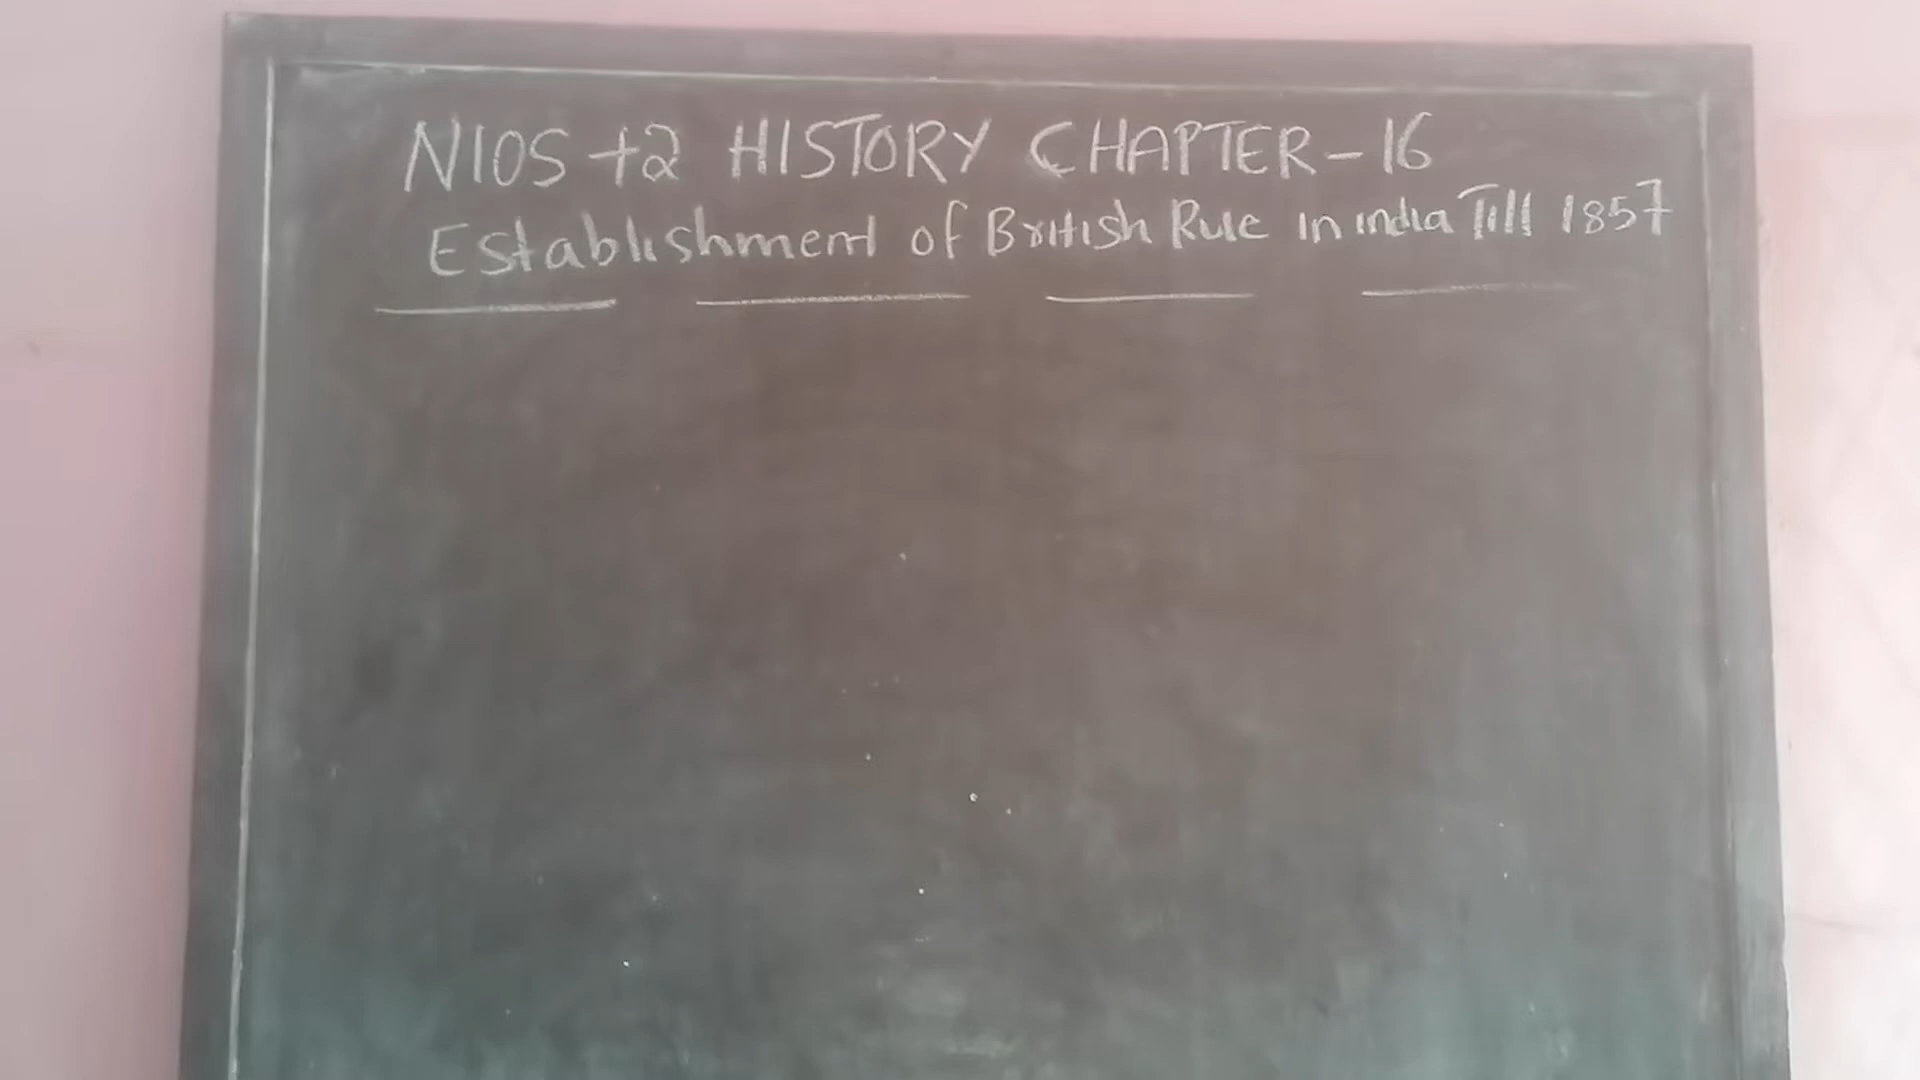 NIOS +2 HISTORY CHAPTER-16
Establishment of British Rule in india Till 1857